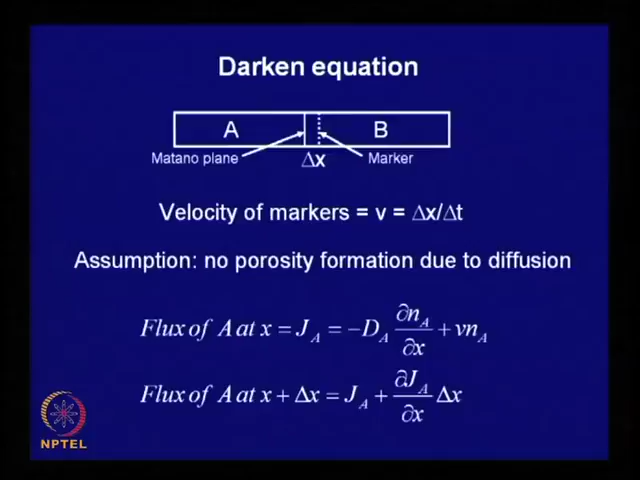 Darken equation
A B
Matano plane Δx Marker
Velocity of markers = v = Δx/Δt
Assumption: no porosity formation due to diffusion
Flux of A at x = J_A = −D_A ∂n_A/∂x + vn_A
Flux of A at x + Δx = J_A + ∂J_A/∂x Δx
NPTEL